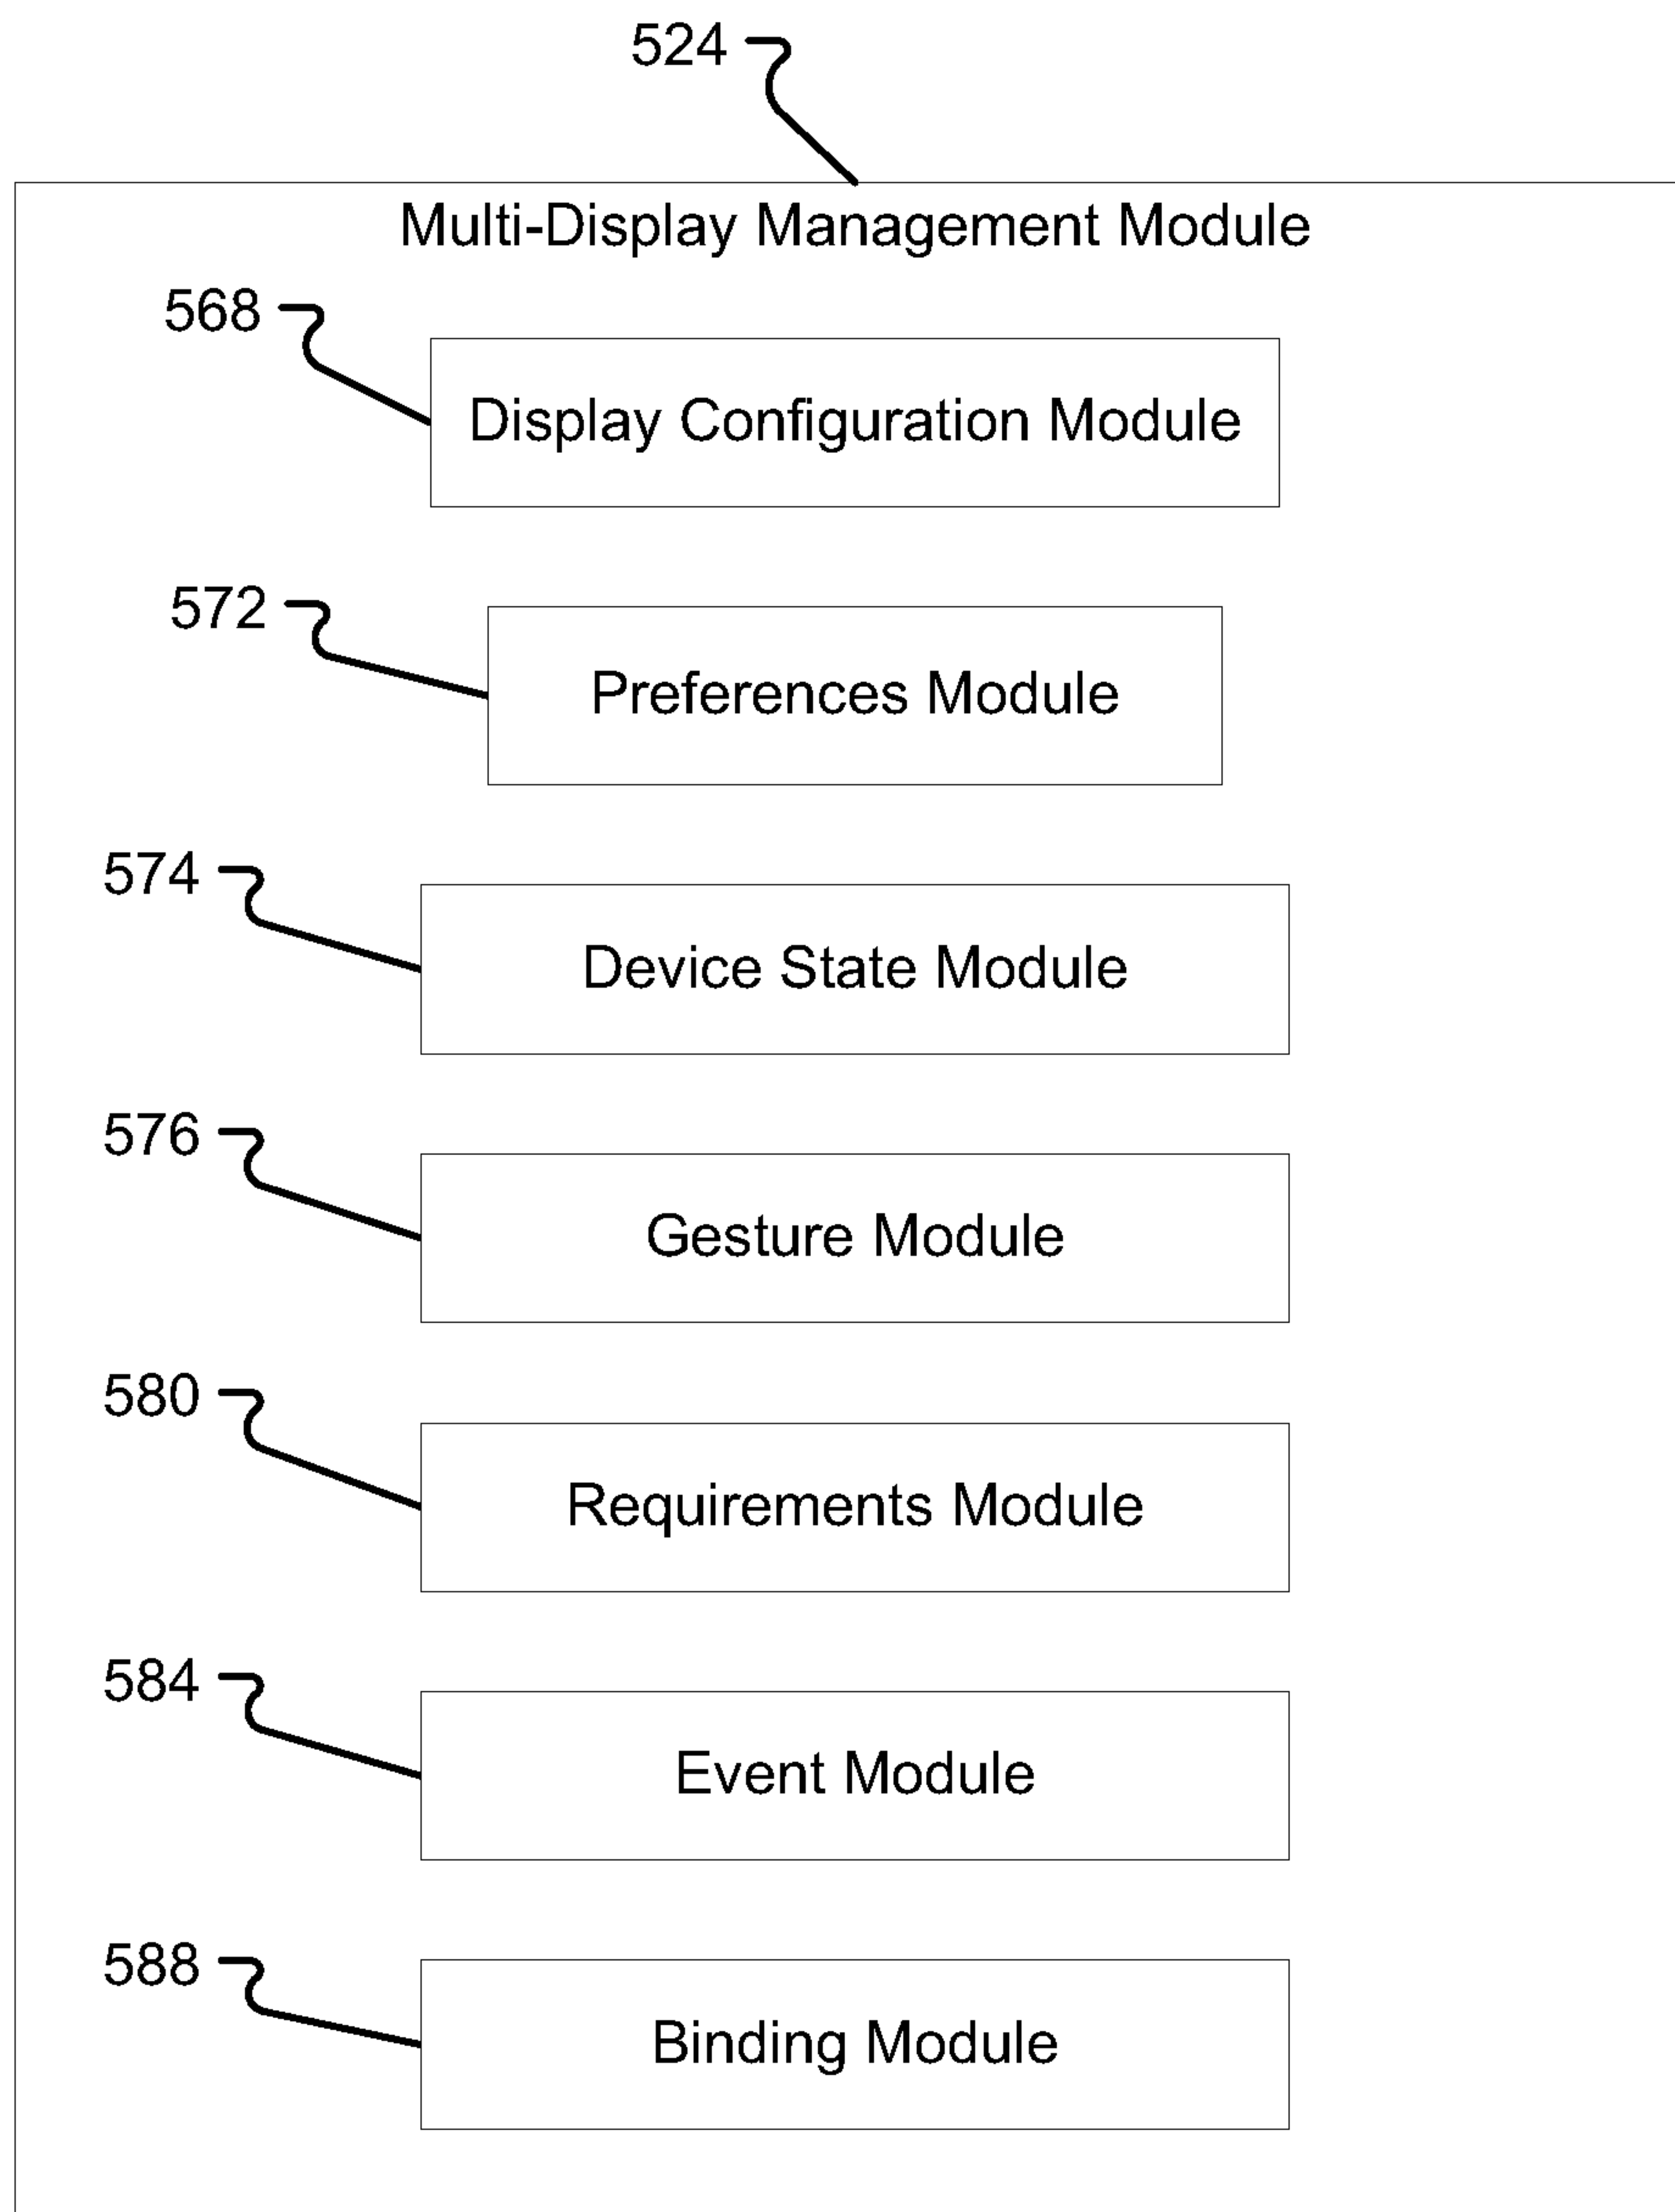 524
Multi-Display Management Module
568
Display Configuration Module
572
Preferences Module
574
Device State Module
576
Gesture Module
580
Requirements Module
584
Event Module
588
Binding Module